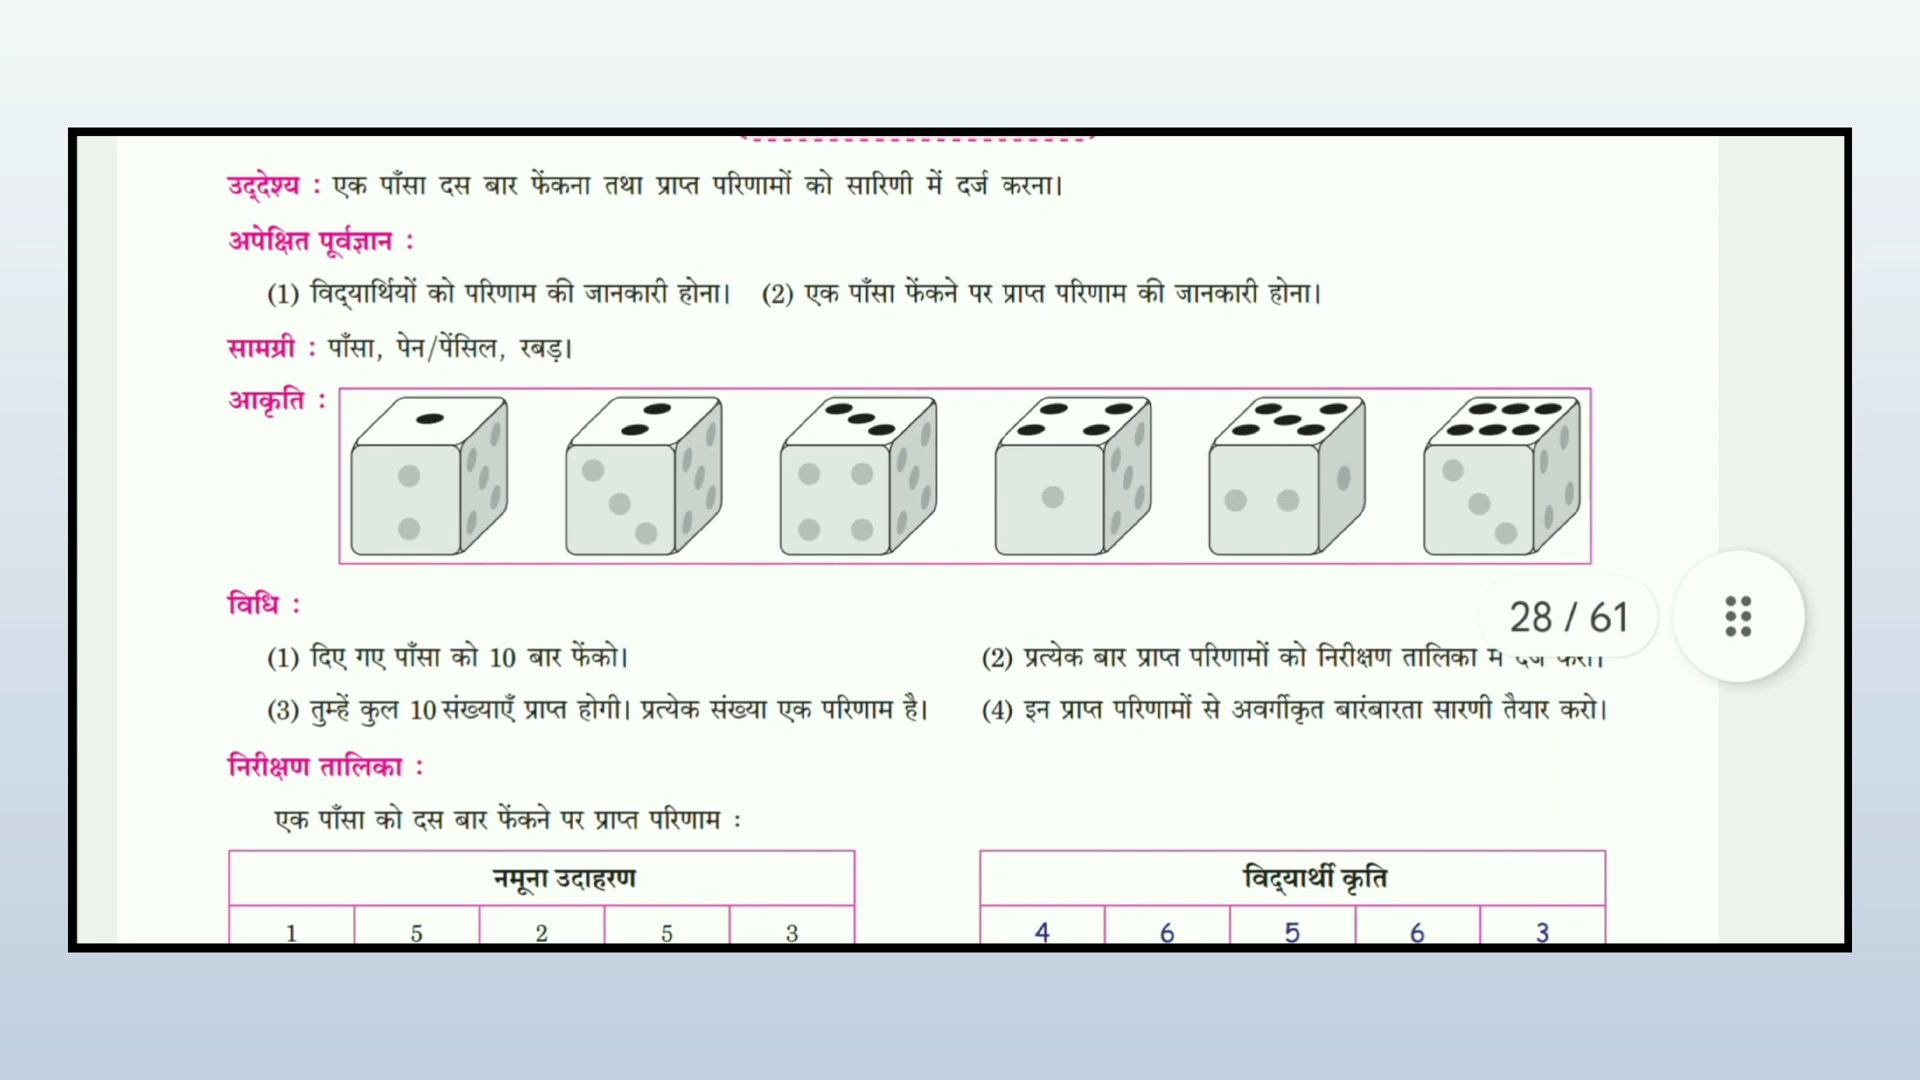 उद्देश्य : एक पाँसा दस बार फेंकना तथा प्राप्त परिणामों को सारिणी में दर्ज करना।
अपेक्षित पूर्वज्ञान :
(1) विद्यार्थियों को परिणाम की जानकारी होना। (2) एक पाँसा फेंकने पर प्राप्त परिणाम की जानकारी होना।
सामग्री : पाँसा, पेन/पेंसिल, रबड़।
आकृति :
विधि :
28 / 61
(1) दिए गए पाँसा को 10 बार फेंको। (2) प्रत्येक बार प्राप्त परिणामों को निरीक्षण तालिका
(3) तुम्हें कुल 10 संख्याएँ प्राप्त होगी। प्रत्येक संख्या एक परिणाम है। (4) इन प्राप्त परिणामों से अवर्गीकृत बारंबारता सारणी तैयार करो।
निरीक्षण तालिका :
एक पाँसा को दस बार फेंकने पर प्राप्त परिणाम :
नमूना उदाहरण विद्यार्थी कृति
1 5 2 5 3 4 6 5 6 3